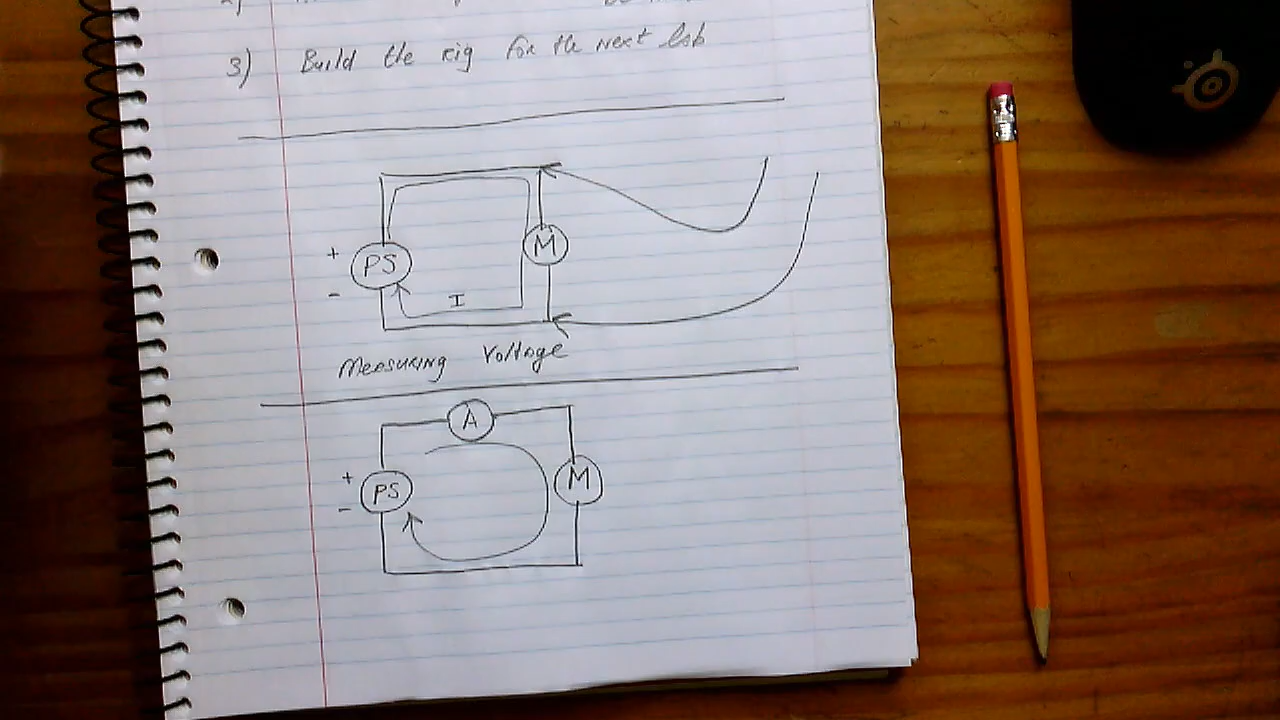 3) Build the rig for the next lab
+
PS
-
M
I
Measuring Voltage
A
+
PS
-
M